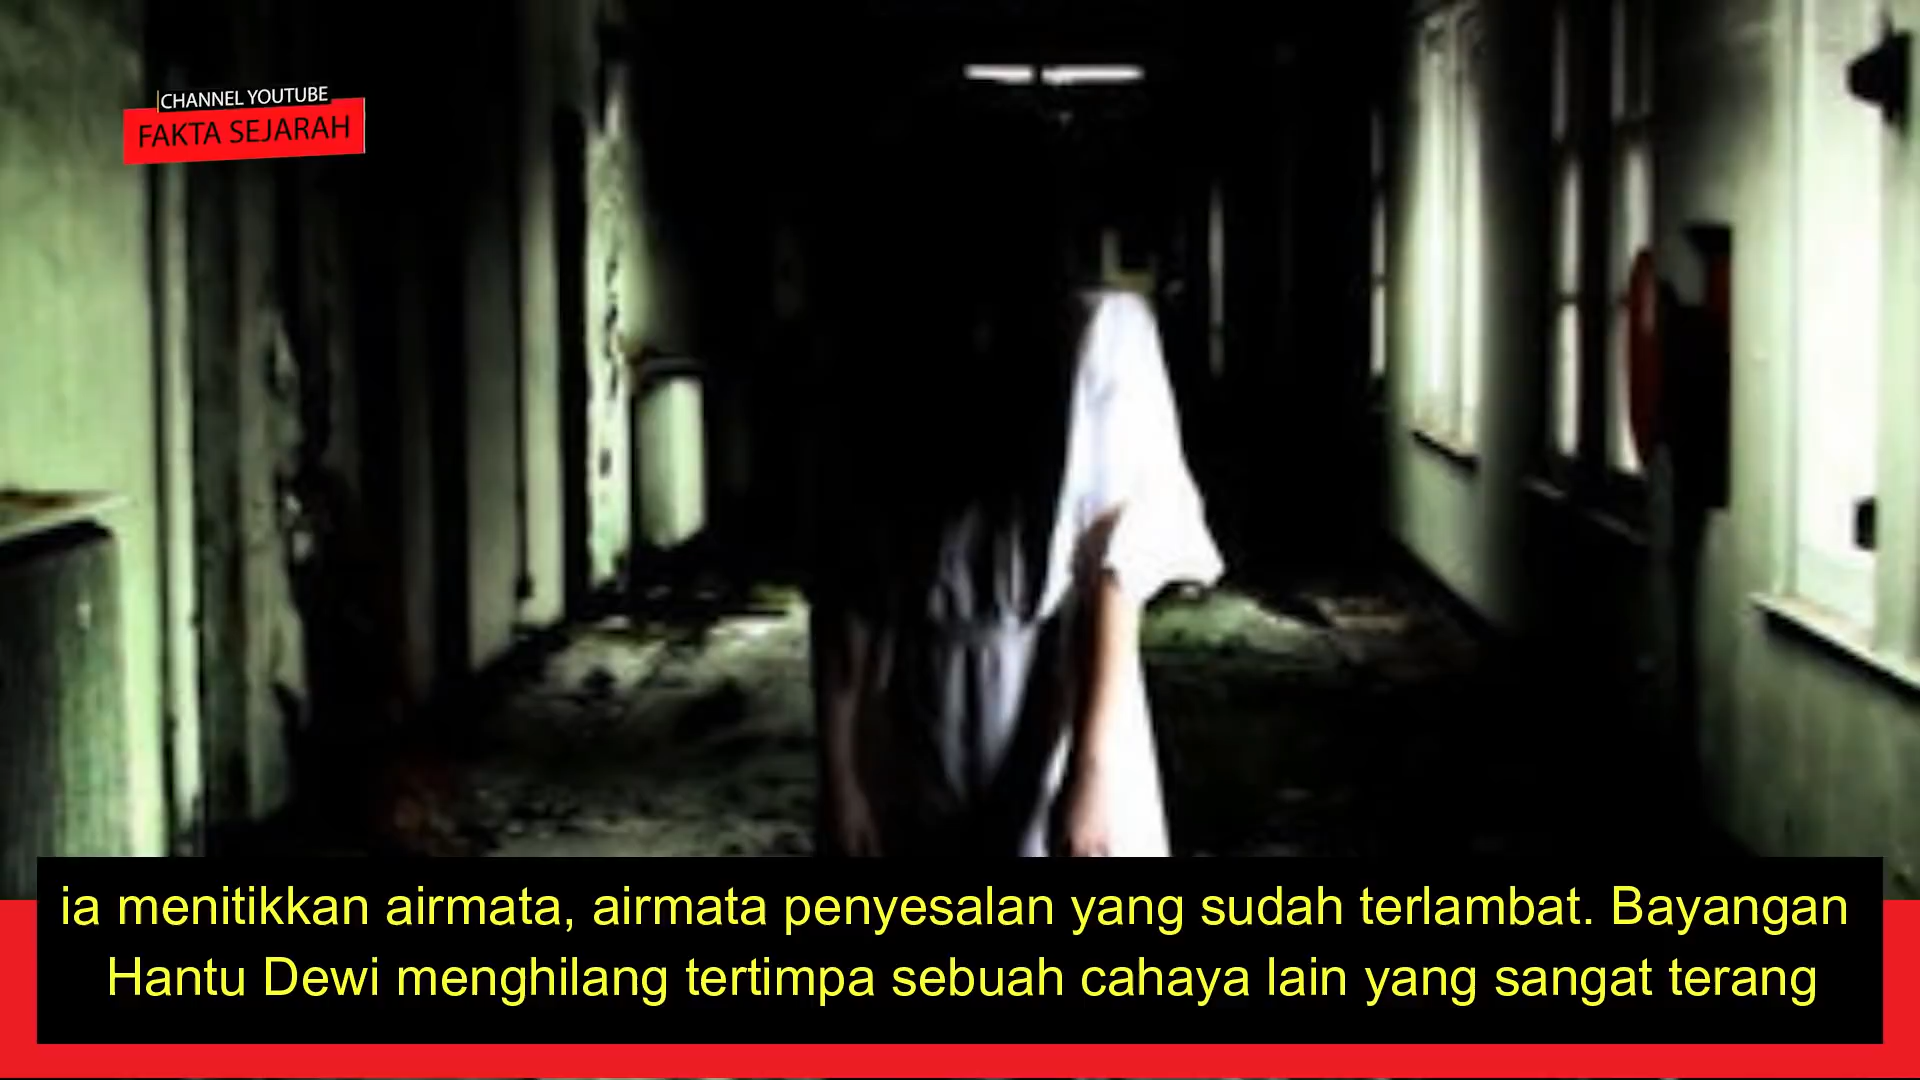 CHANNEL YOUTUBE
FAKTA SEJARAH
ia menitikkan airmata, airmata penyesalan yang sudah terlambat. Bayangan
Hantu Dewi menghilang tertimpa sebuah cahaya lain yang sangat terang